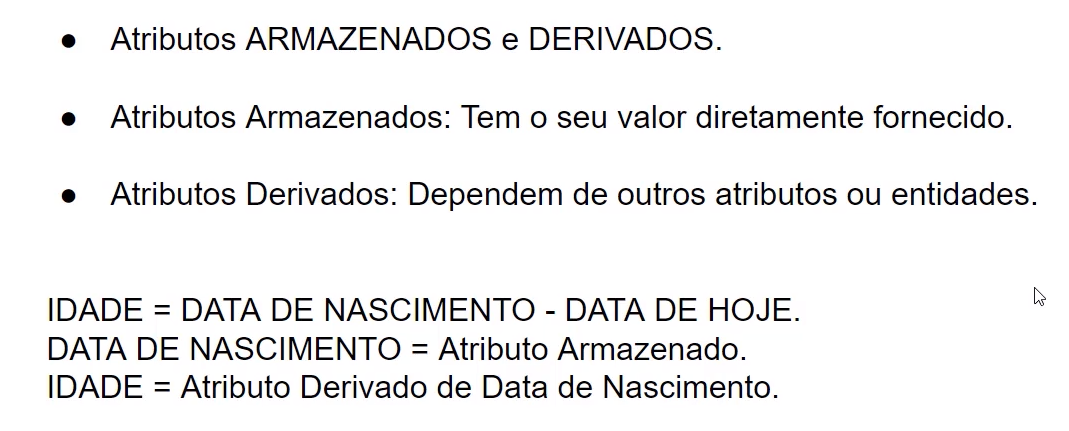 ● Atributos ARMAZENADOS e DERIVADOS.
● Atributos Armazenados: Tem o seu valor diretamente fornecido.
● Atributos Derivados: Dependem de outros atributos ou entidades.
IDADE = DATA DE NASCIMENTO - DATA DE HOJE.
DATA DE NASCIMENTO = Atributo Armazenado.
IDADE = Atributo Derivado de Data de Nascimento.